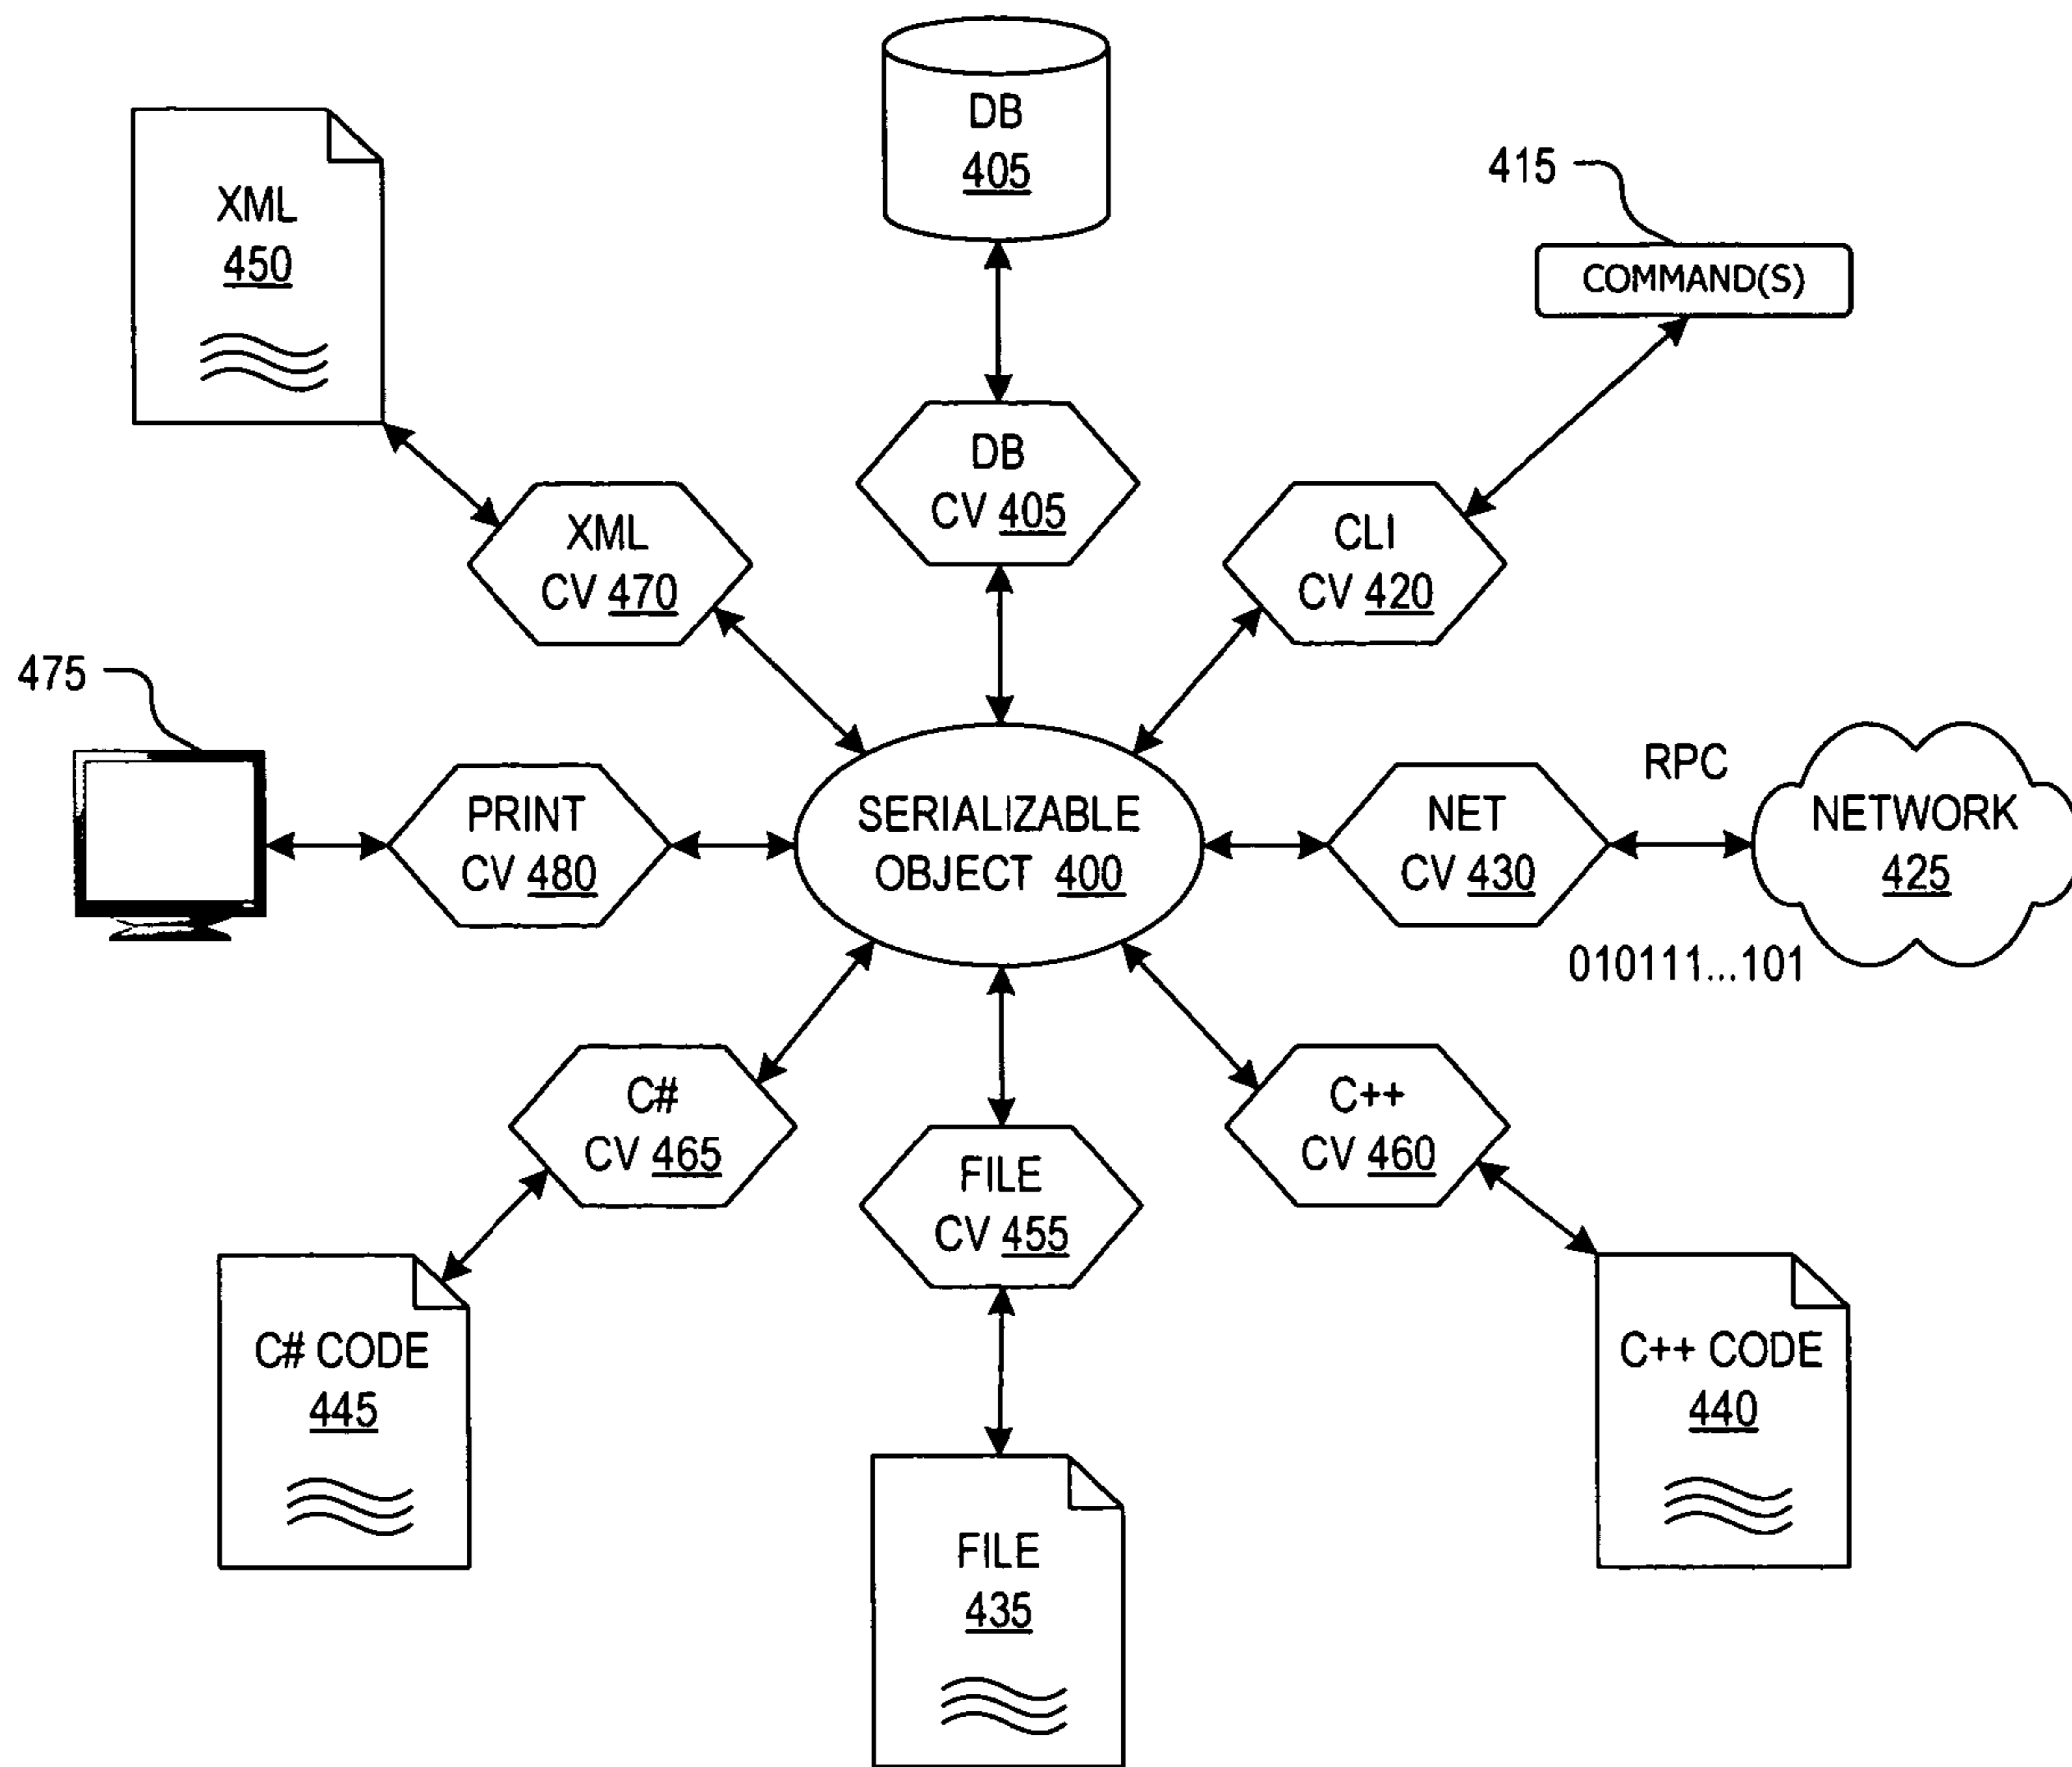 DB
405
415
XML
450
COMMAND(S)
DB
CV 405
XML
CV 470
CLI
CV 420
475
RPC
PRINT
CV 480
SERIALIZABLE
OBJECT 400
NET
CV 430
NETWORK
425
010111...101
C#
CV 465
C++
CV 460
FILE
CV 455
C# CODE
445
C++ CODE
440
FILE
435